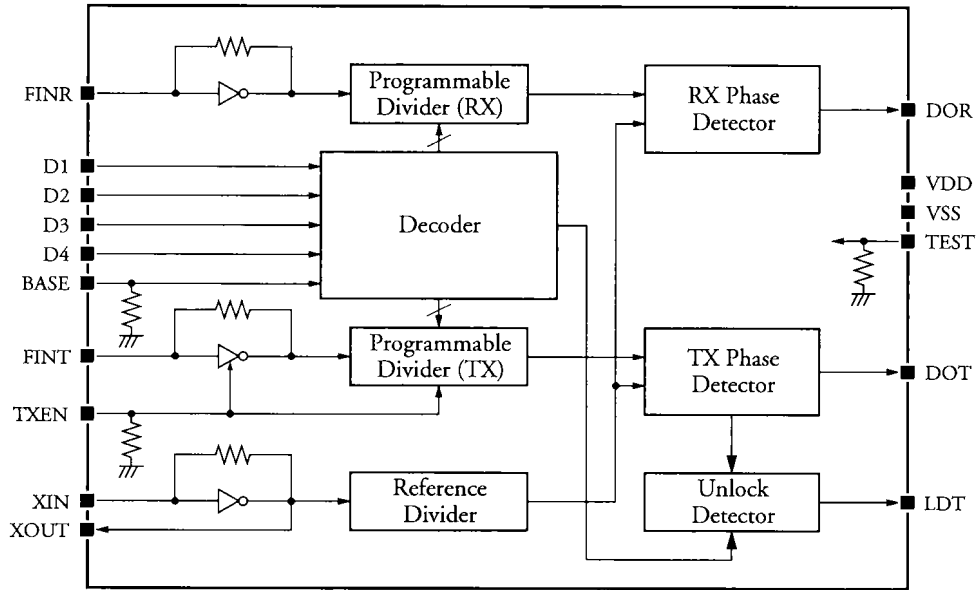 FINR
Programmable
Divider (RX)
RX Phase
Detector
DOR
D1
D2
D3
D4
BASE
Decoder
VDD
VSS
TEST
FINT
Programmable
Divider (TX)
TX Phase
Detector
DOT
TXEN
XIN
XOUT
Reference
Divider
Unlock
Detector
LDT